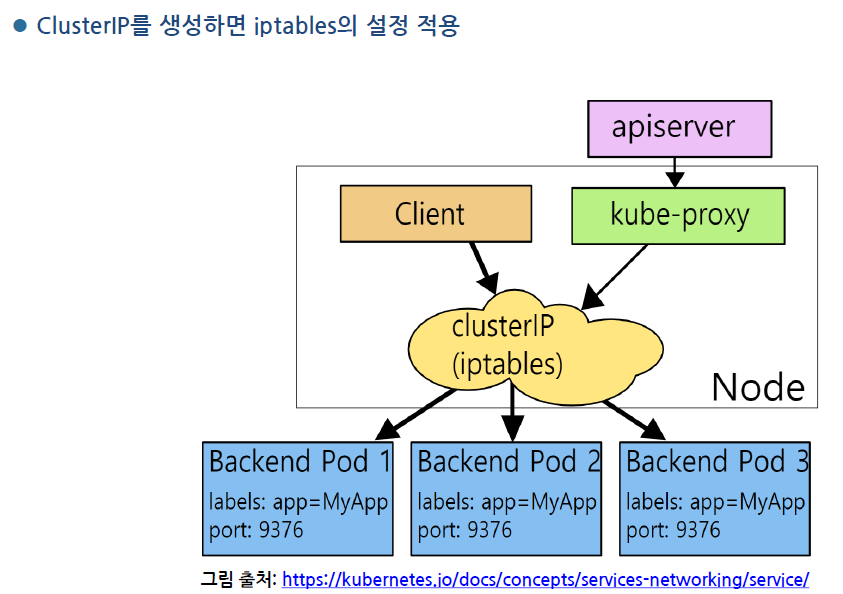 ● ClusterIP를 생성하면 iptables의 설정 적용
apiserver
Client
kube-proxy
clusterIP
(iptables)
Node
Backend Pod 1
labels: app=MyApp
port: 9376
Backend Pod 2
labels: app=MyApp
port: 9376
Backend Pod 3
labels: app=MyApp
port: 9376
그림 출처: https://kubernetes.io/docs/concepts/services-networking/service/